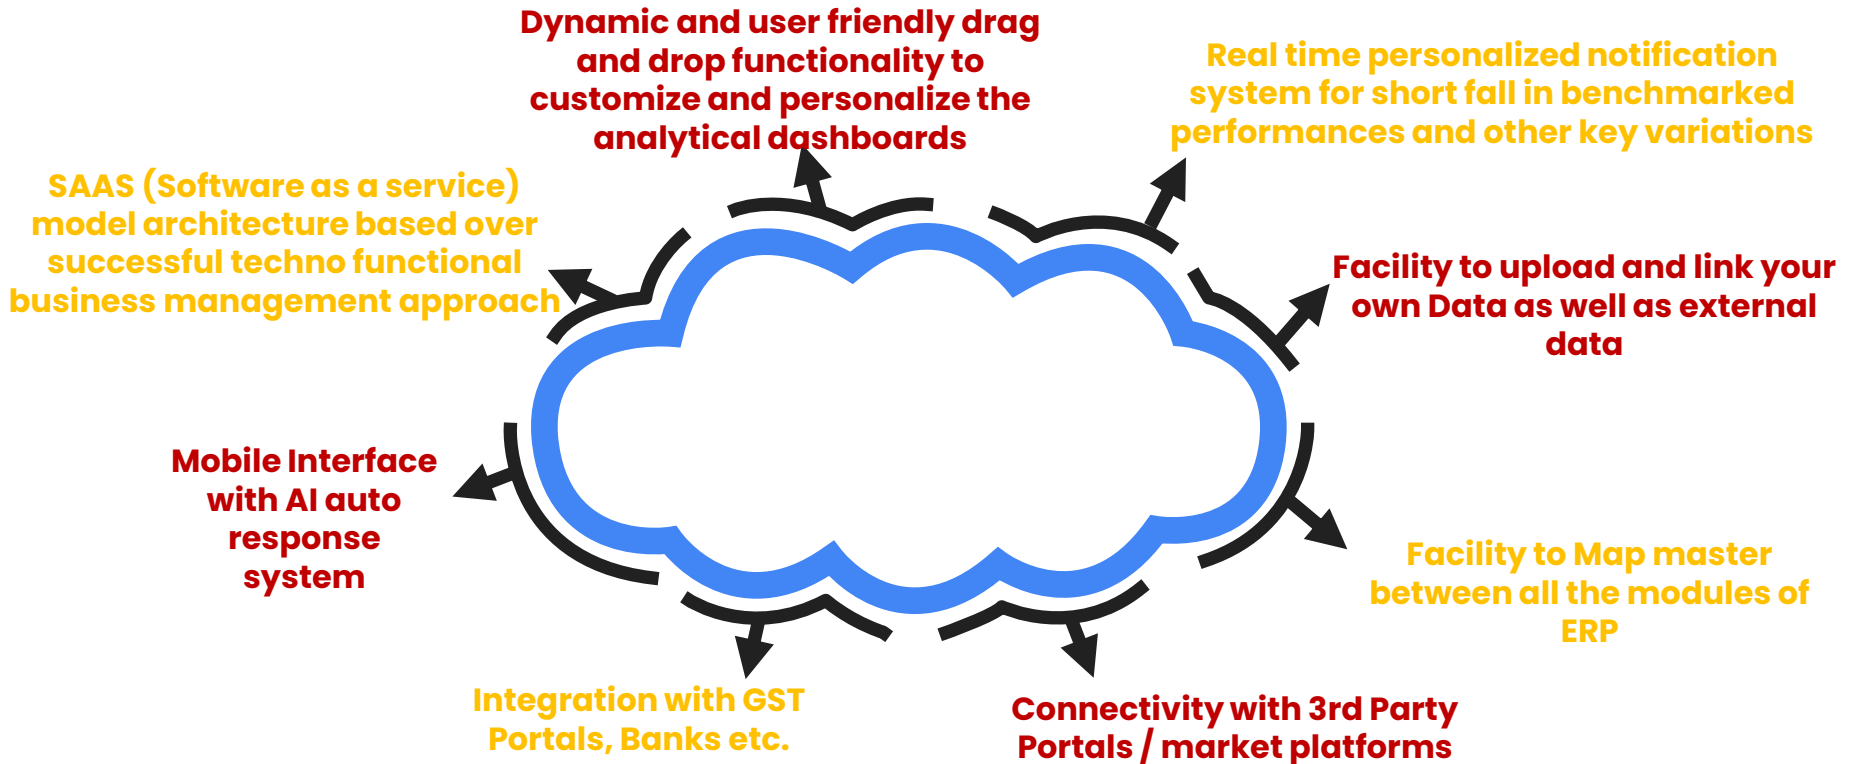 Dynamic and user friendly drag
and drop functionality to
customize and personalize the
analytical dashboards
Real time personalized notification
system for short fall in benchmarked
performances and other key variations
SAAS (Software as a service)
model architecture based over
successful techno functional
business management approach
Facility to upload and link your
own Data as well as external
data
Mobile Interface
with AI auto
response
system
Facility to Map master
between all the modules of
ERP
Integration with GST
Portals, Banks etc.
Connectivity with 3rd Party
Portals / market platforms